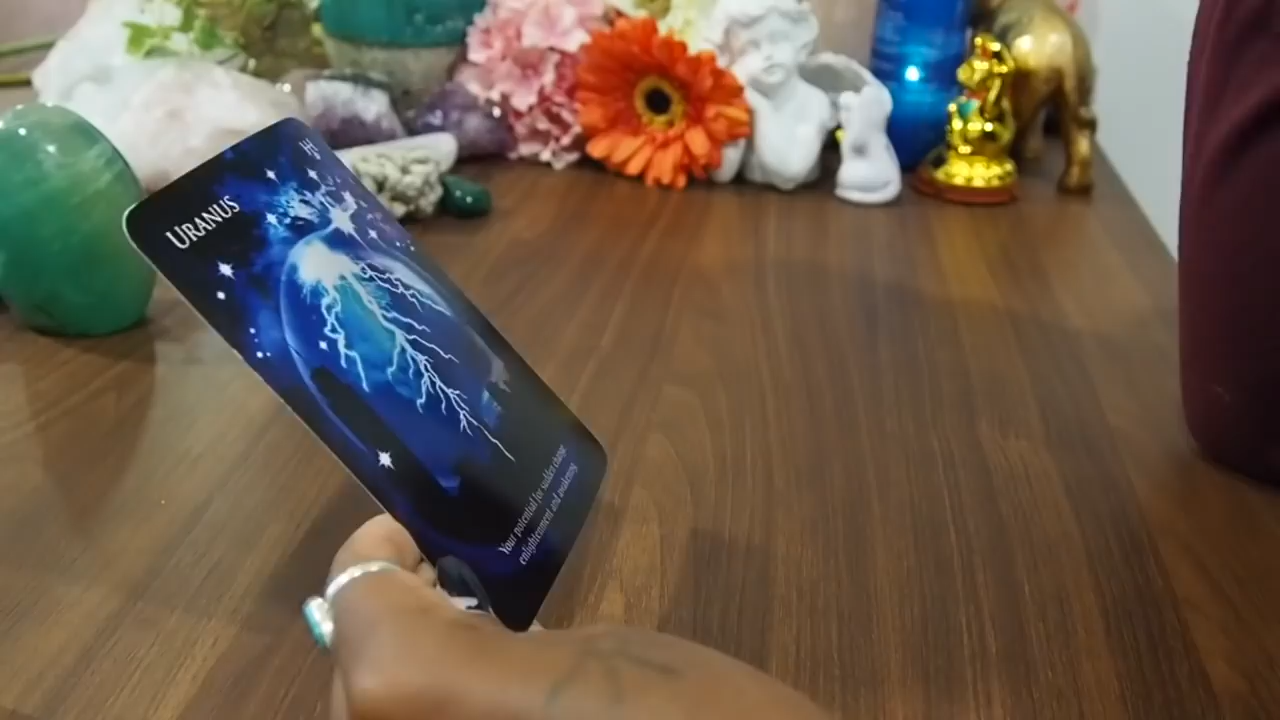 URANUS
Your potential for sudden change
enlightenment and awakening